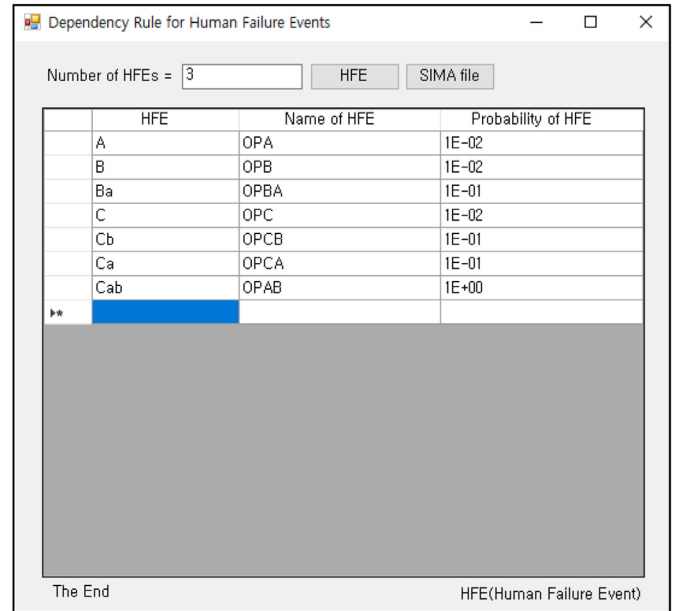 Dependency Rule for Human Failure Events
Number of HFEs = 3 HFE SIMA file
HFE Name of HFE Probability of HFE
A OPA 1E-02
B OPB 1E-02
Ba OPBA 1E-01
C OPC 1E-02
Cb OPCB 1E-01
Ca OPCA 1E-01
Cab OPAB 1E+00
The End HFE(Human Failure Event)